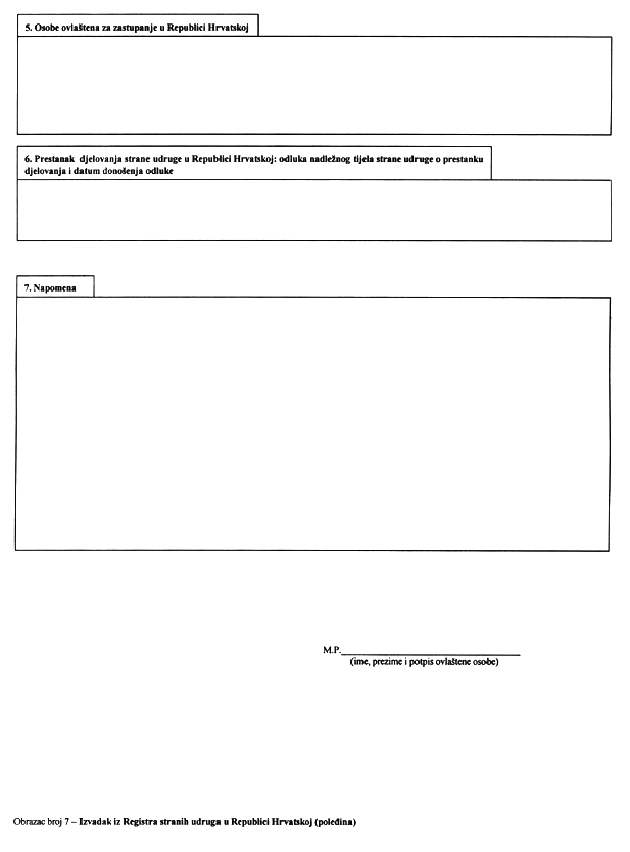 5. Osobe ovlaštena za zastupanje u Republici Hrvatskoj
6. Prestanak djelovanja strane udruge u Republici Hrvatskoj: odluka nadležnog tijela strane udruge o prestanku
djelovanja i datum donošenja odluke
7. Napomena
M.P.
(ime, prezime i potpis ovlaštene osobe)
Obrazac broj 7 – Izvadak iz Registra stranih udruga u Republici Hrvatskoj (poleđina)